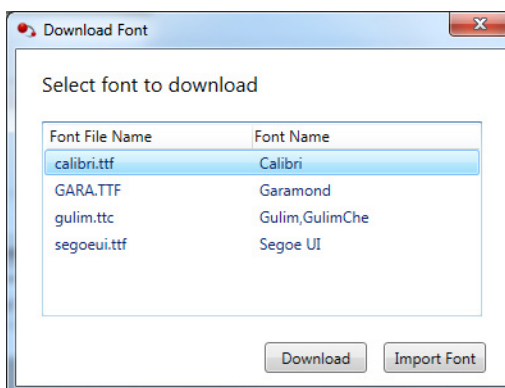 Download Font
Select font to download
Font File Name Font Name
calibri.ttf Calibri
GARA.TTF Garamond
gulim.ttc Gulim,GulimChe
segoeui.ttf Segoe UI
Download Import Font